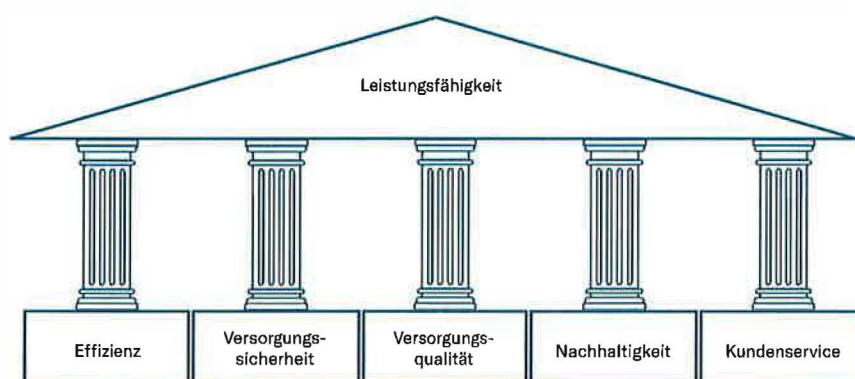 Leistungsfähigkeit
Effizienz
Versorgungs-
sicherheit
Versorgungs-
qualität
Nachhaltigkeit
Kundenservice